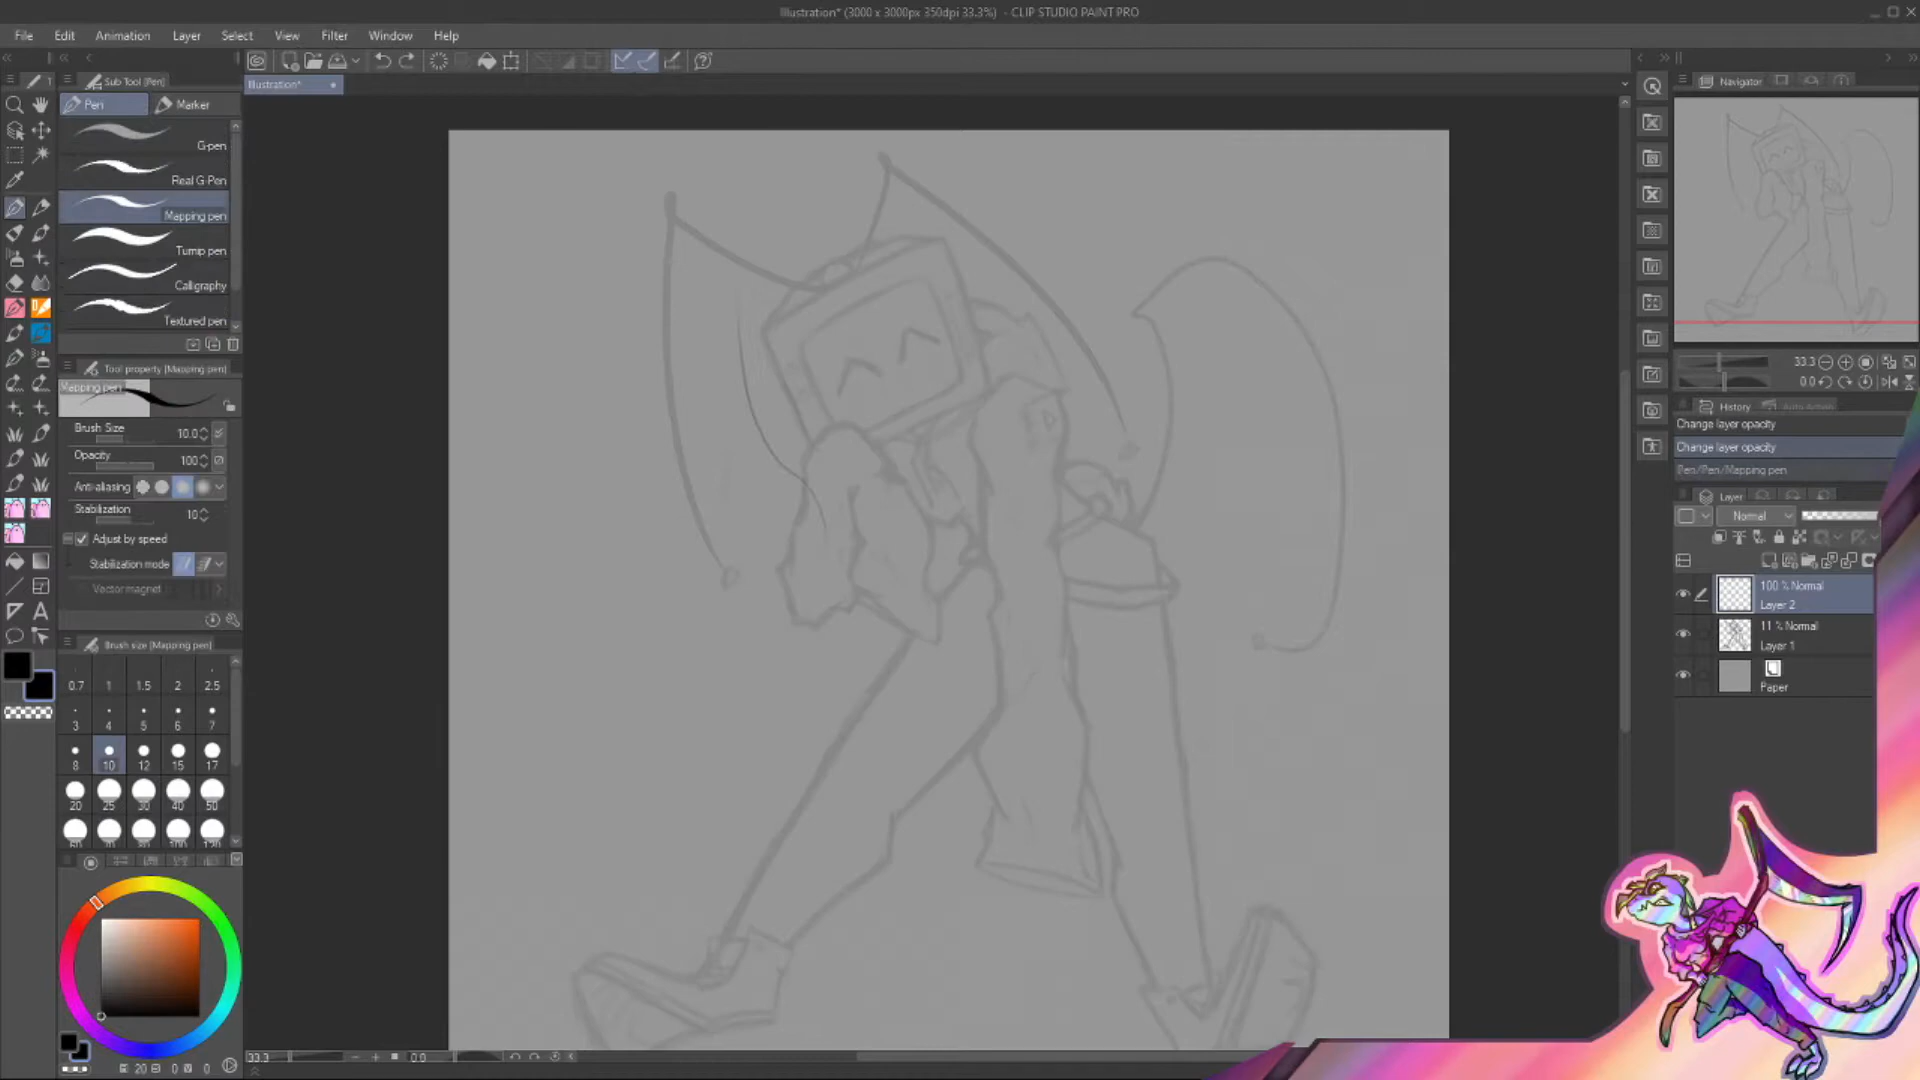 Illustration* (3000 x 3000px 350dpi 33.3%) - CLIP STUDIO PAINT PRO
File Edit Animation Layer Select View Filter Window Help
Illustration*
Sub Tool [Pen]
Pen Marker
G-pen
Real G-Pen
Mapping pen
Turnip pen
Calligraphy
Textured pen
Tool property [Mapping pen]
Mapping pen
Brush Size 10.0
Opacity 100
Anti-aliasing
Stabilization 10
Adjust by speed
Stabilization mode
Vector magnet
Brush size [Mapping pen]
0.7 1 1.5 2 2.5
3 4 5 6 7
8 10 12 15 17
20 25 30 40 50
20 0 0
33.3 0.0
Navigator
33.3
0.0
History Auto Action
Change layer opacity
Change layer opacity
Pen/Pen/Mapping pen
Layer
Normal
100 % Normal
Layer 2
11 % Normal
Layer 1
Paper